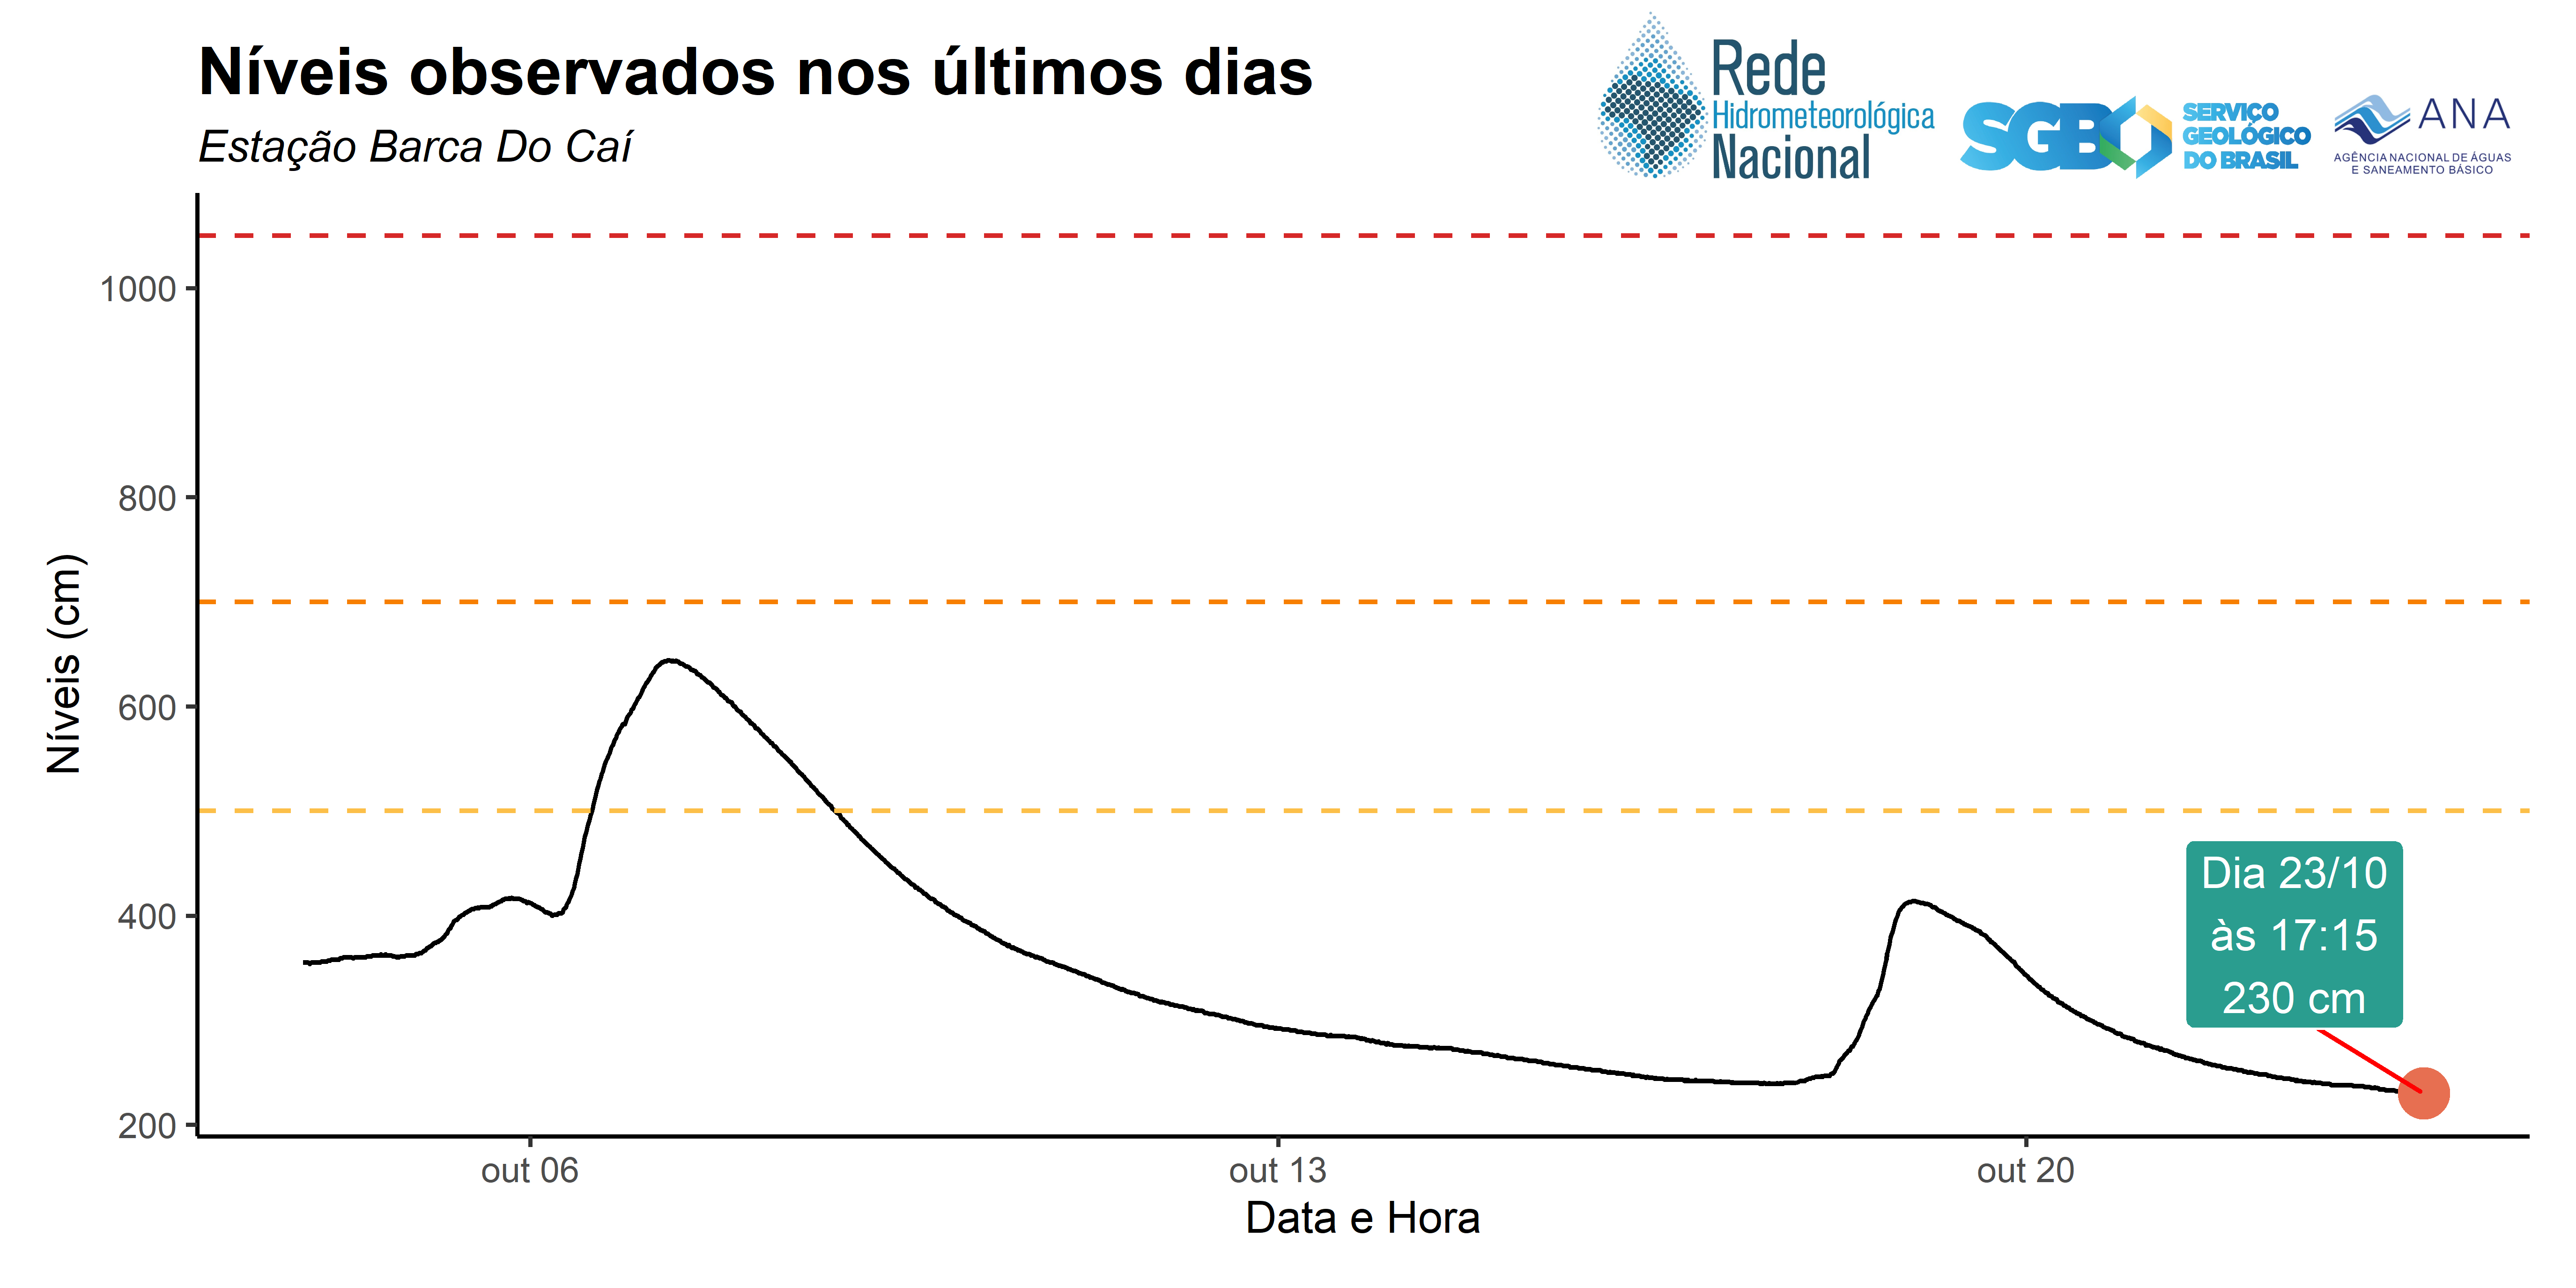 Níveis observados nos últimos dias
Estação Barca Do Caí
Rede
Hidrometeorológica
Nacional
SGB
SERVIÇO
GEOLÓGICO
DO BRASIL
ANA
AGÊNCIA NACIONAL DE ÁGUAS
E SANEAMENTO BÁSICO
Níveis (cm)
1000
800
600
400
200
Dia 23/10
às 17:15
230 cm
out 06
out 13
out 20
Data e Hora